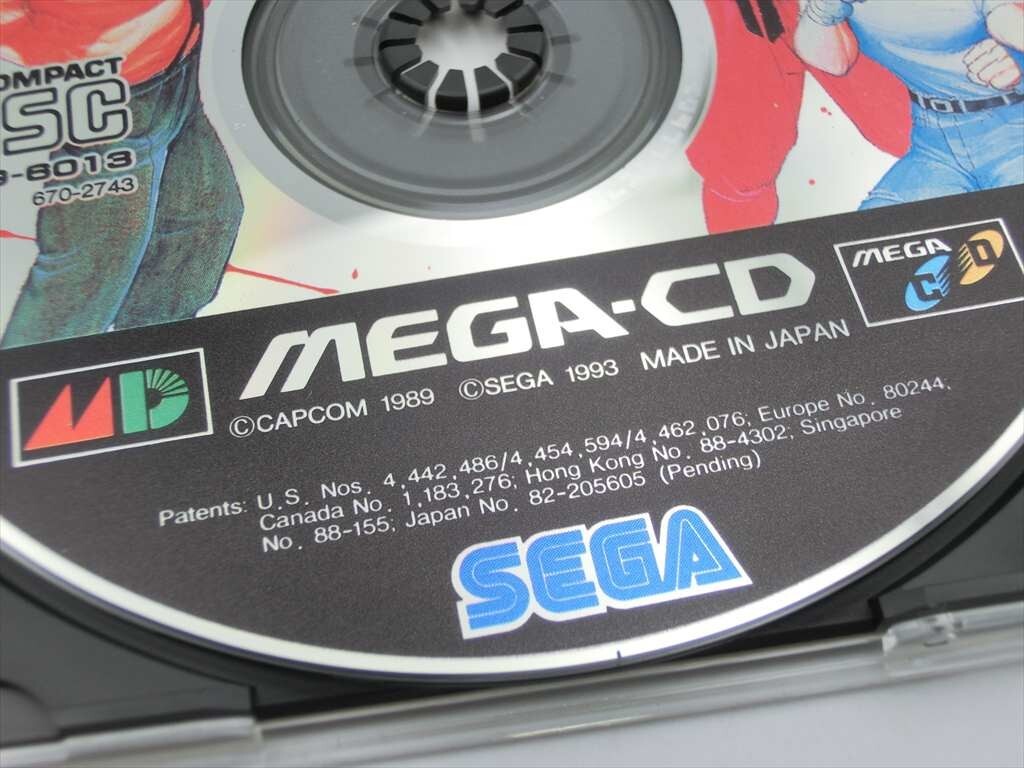 COMPACT
DISC
-6013
670-2743
MEGA-CD
MEGA CD
MD
©CAPCOM 1989 ©SEGA 1993 MADE IN JAPAN
Patents: U.S. Nos. 4,442,486/4,454,594/4,462,076; Europe No. 80244;
Canada No. 1,183,276; Hong Kong No. 88-4302; Singapore
No. 88-155; Japan No. 82-205605 (Pending)
SEGA